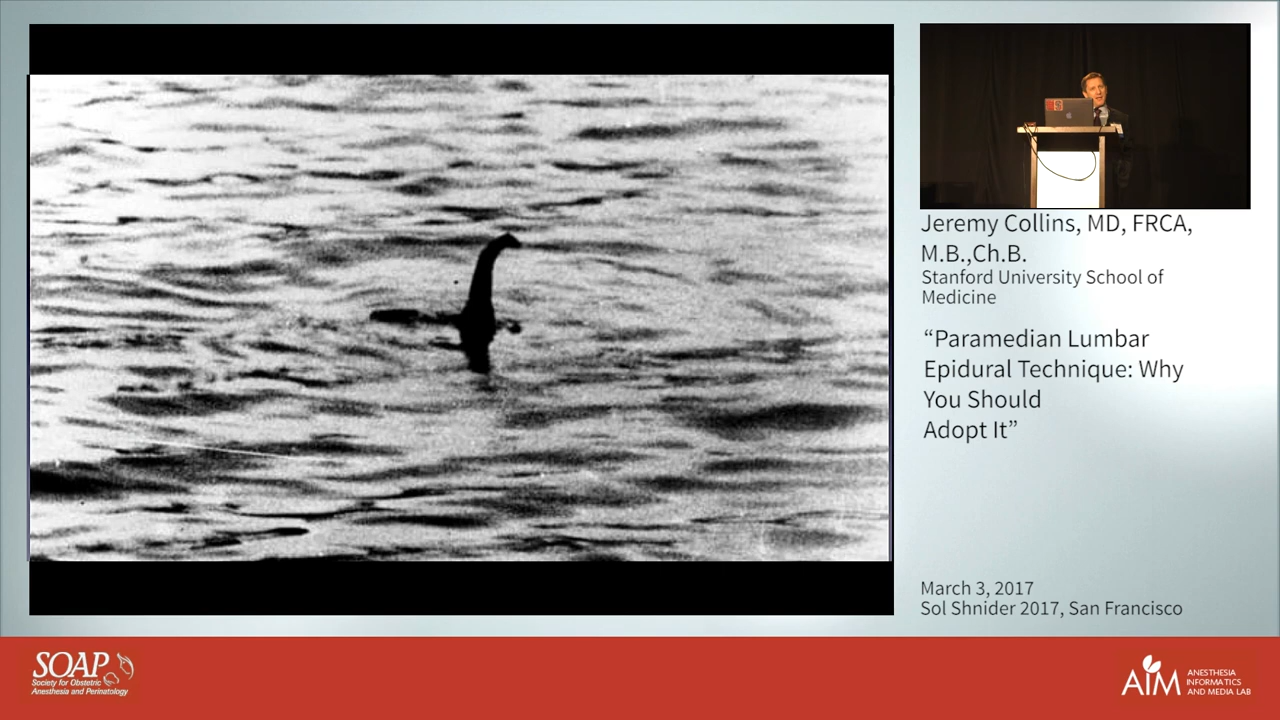 Jeremy Collins, MD, FRCA,
M.B.,Ch.B.
Stanford University School of
Medicine
“Paramedian Lumbar
Epidural Technique: Why
You Should
Adopt It”
March 3, 2017
Sol Shnider 2017, San Francisco
SOAP
Society for Obstetric
Anesthesia and Perinatology
AIM
ANESTHESIA
INFORMATICS
AND MEDIA LAB